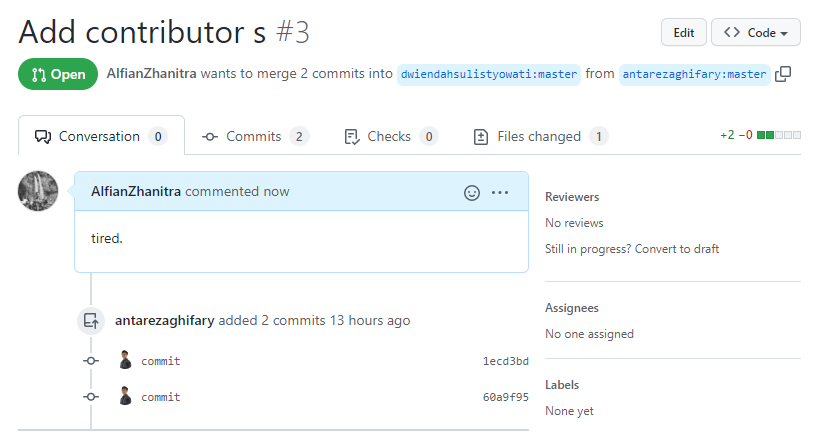 Add contributor s #3
Edit
Code
Open
AlfianZhanitra wants to merge 2 commits into dwiendahsulistyowati:master from antarezaghifary:master
Conversation 0
Commits 2
Checks 0
Files changed 1
+2 −0
AlfianZhanitra commented now
tired.
antarezaghifary added 2 commits 13 hours ago
commit 1ecd3bd
commit 60a9f95
Reviewers
No reviews
Still in progress? Convert to draft
Assignees
No one assigned
Labels
None yet